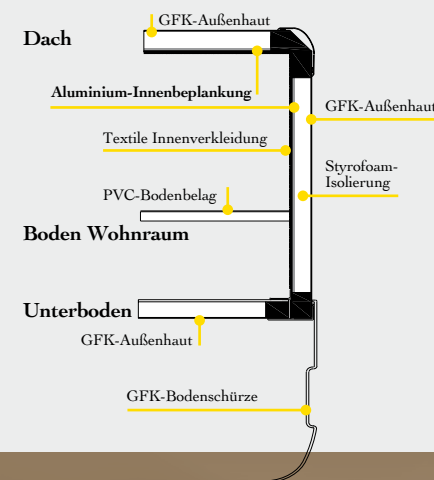 GFK-Außenhaut
Dach
Aluminium-Innenbeplankung
GFK-Außenhaut
Textile Innenverkleidung
Styrofoam-
Isolierung
PVC-Bodenbelag
Boden Wohnraum
Unterboden
GFK-Außenhaut
GFK-Bodenschürze